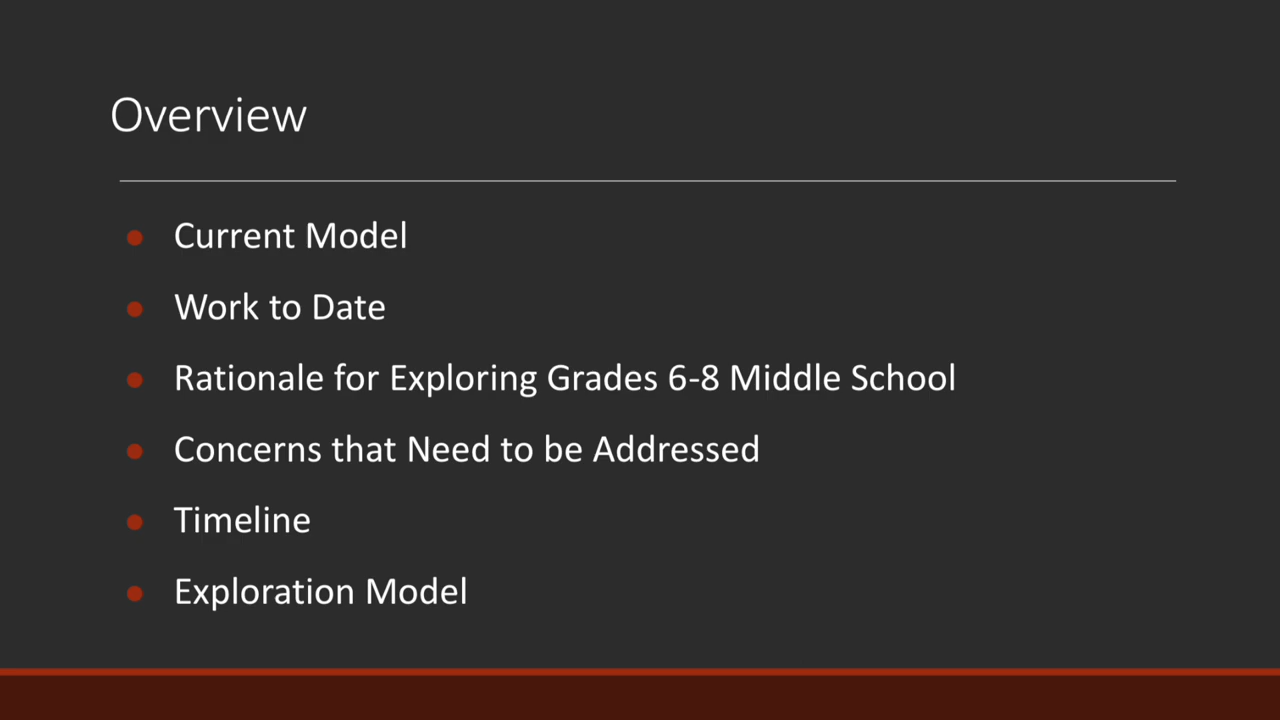 Overview
Current Model
Work to Date
Rationale for Exploring Grades 6-8 Middle School
Concerns that Need to be Addressed
Timeline
Exploration Model